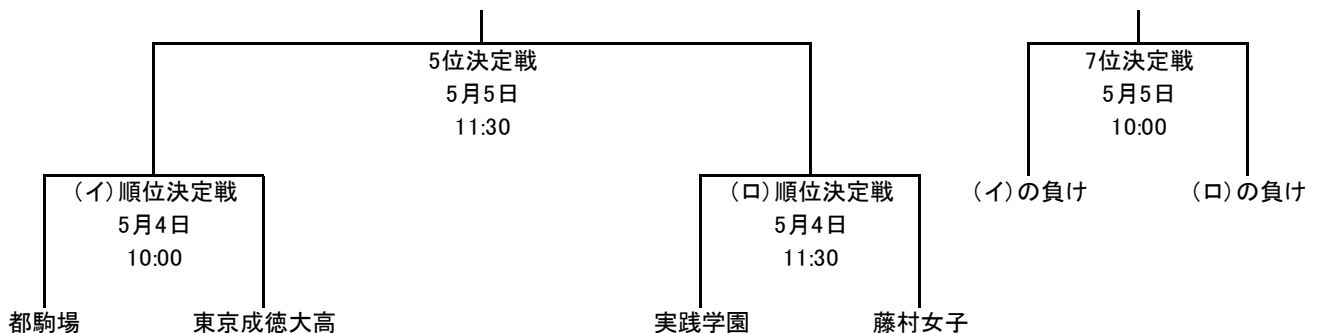 5位決定戦
5月5日
11:30
7位決定戦
5月5日
10:00
(イ)順位決定戦
5月4日
10:00
(ロ)順位決定戦
5月4日
11:30
(イ)の負け
(ロ)の負け
都駒場
東京成徳大高
実践学園
藤村女子